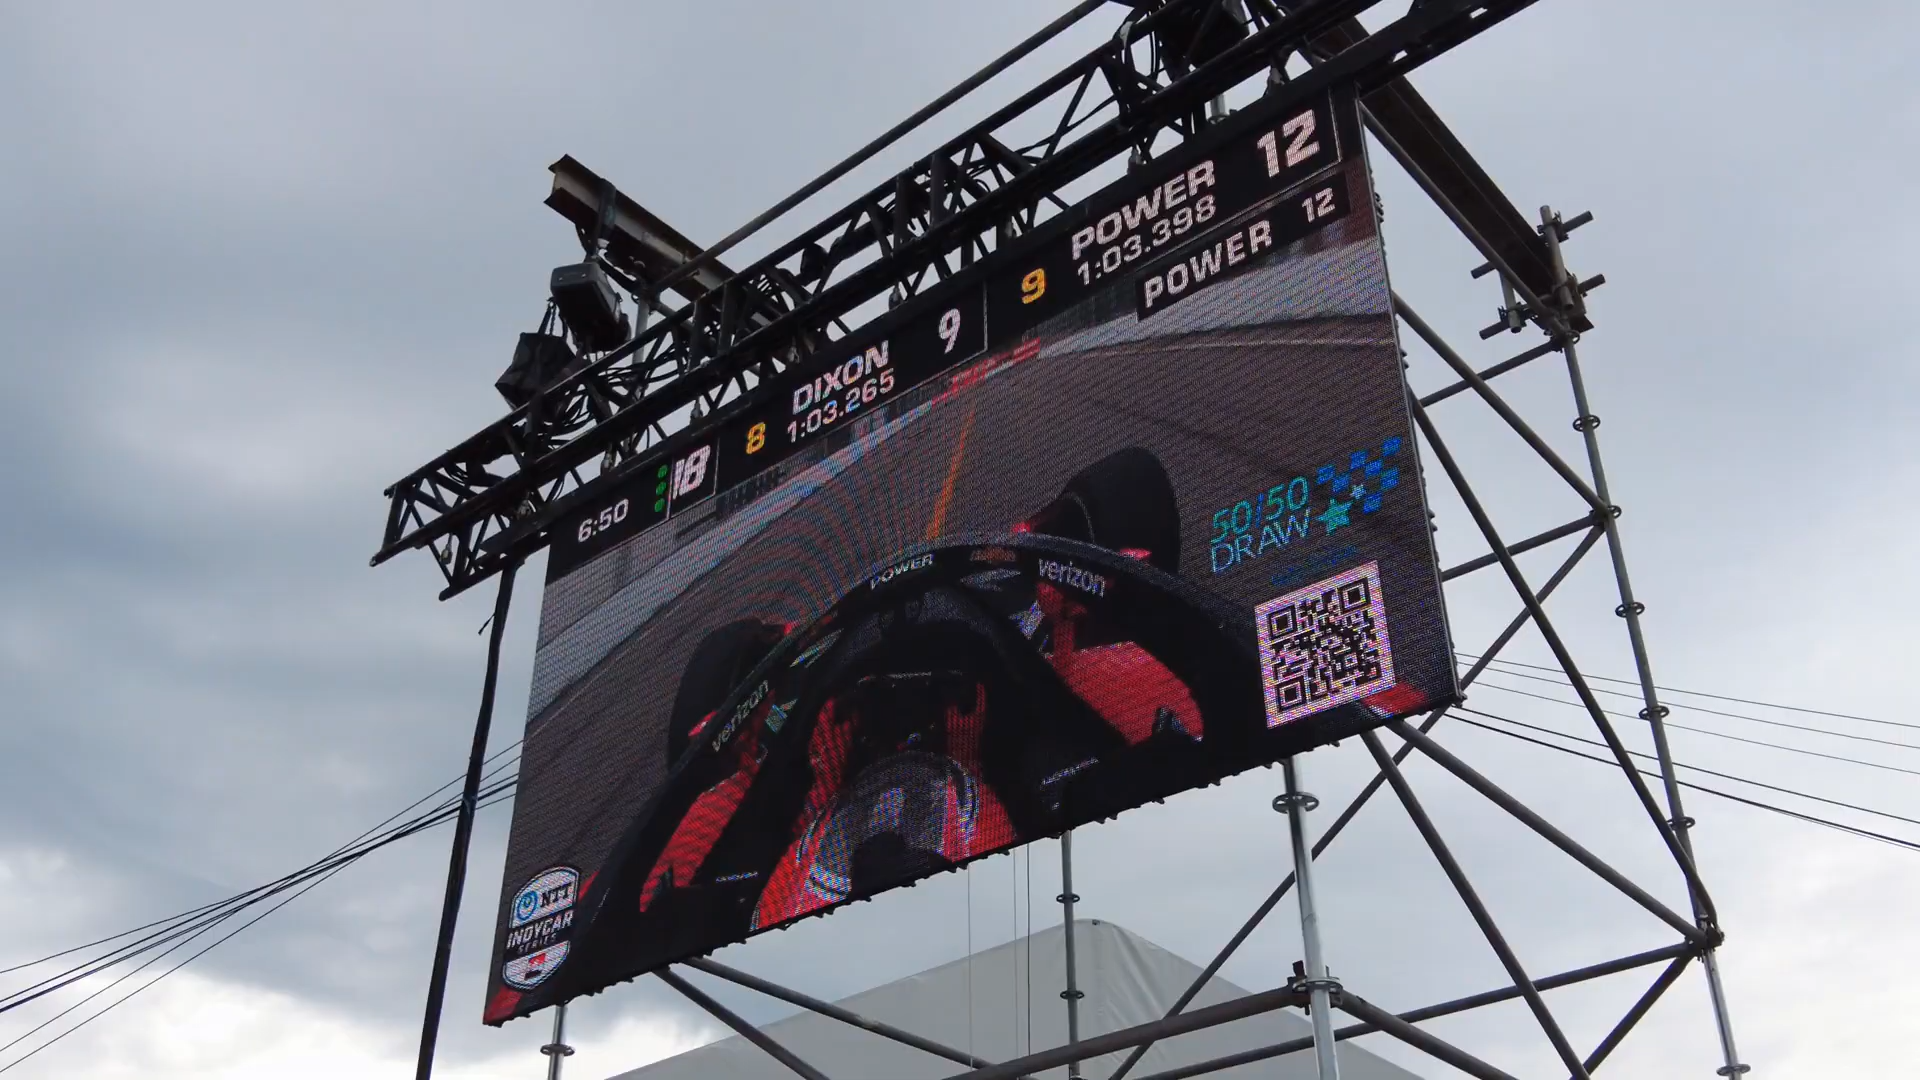 6:50
18
8 DIXON 9
1:03.265
9 POWER 12
1:03.398
POWER 12
50/50
DRAW
POWER
verizon
verizon
NTT
INDYCAR
SERIES